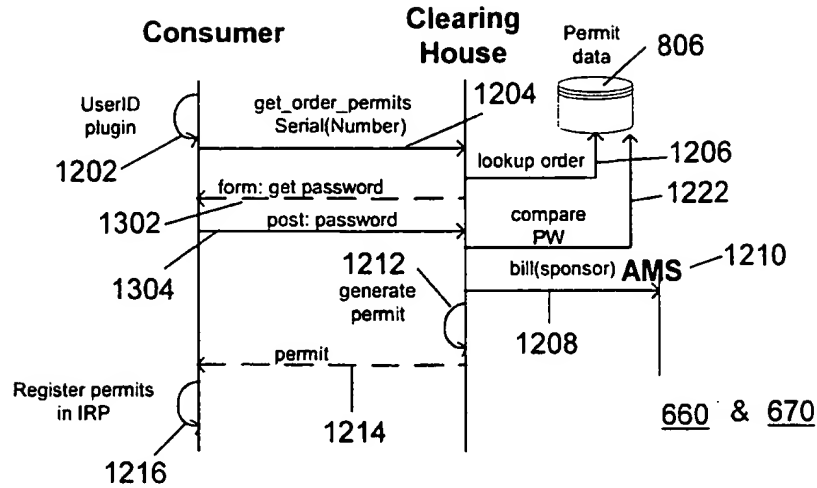 Consumer
Clearing
House
Permit
data
806
UserID
plugin
get_order_permits
Serial(Number)
1204
1202
lookup order
1206
form: get password
1222
1302
post: password
compare
PW
1304
1212
generate
permit
bill(sponsor)
AMS
1210
1208
permit
Register permits
in IRP
1214
660 & 670
1216